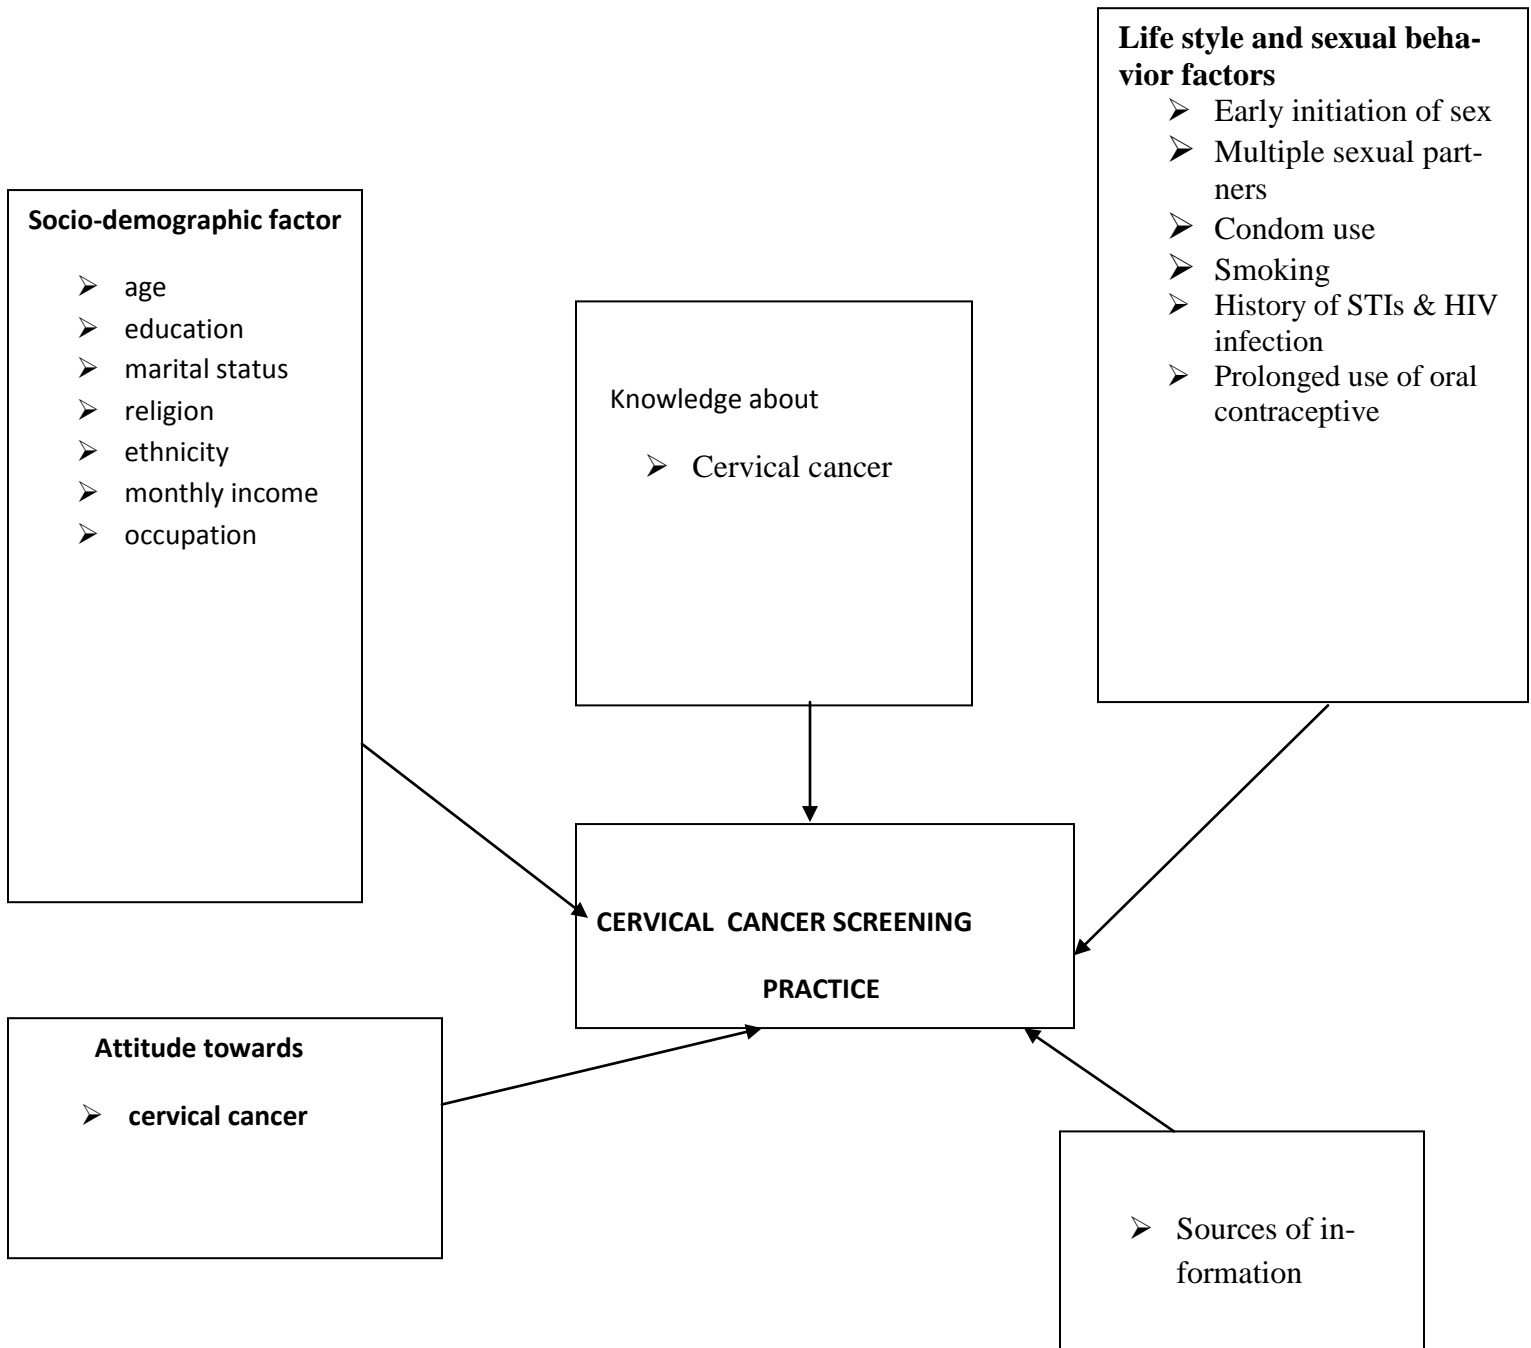 Life style and sexual beha-
vior factors
➢ Early initiation of sex
➢ Multiple sexual part-
ners
➢ Condom use
➢ Smoking
➢ History of STIs & HIV
infection
➢ Prolonged use of oral
contraceptive
Socio-demographic factor
➢ age
➢ education
➢ marital status
➢ religion
➢ ethnicity
➢ monthly income
➢ occupation
Knowledge about
➢ Cervical cancer
CERVICAL CANCER SCREENING
PRACTICE
Attitude towards
➢ cervical cancer
➢ Sources of in-
formation